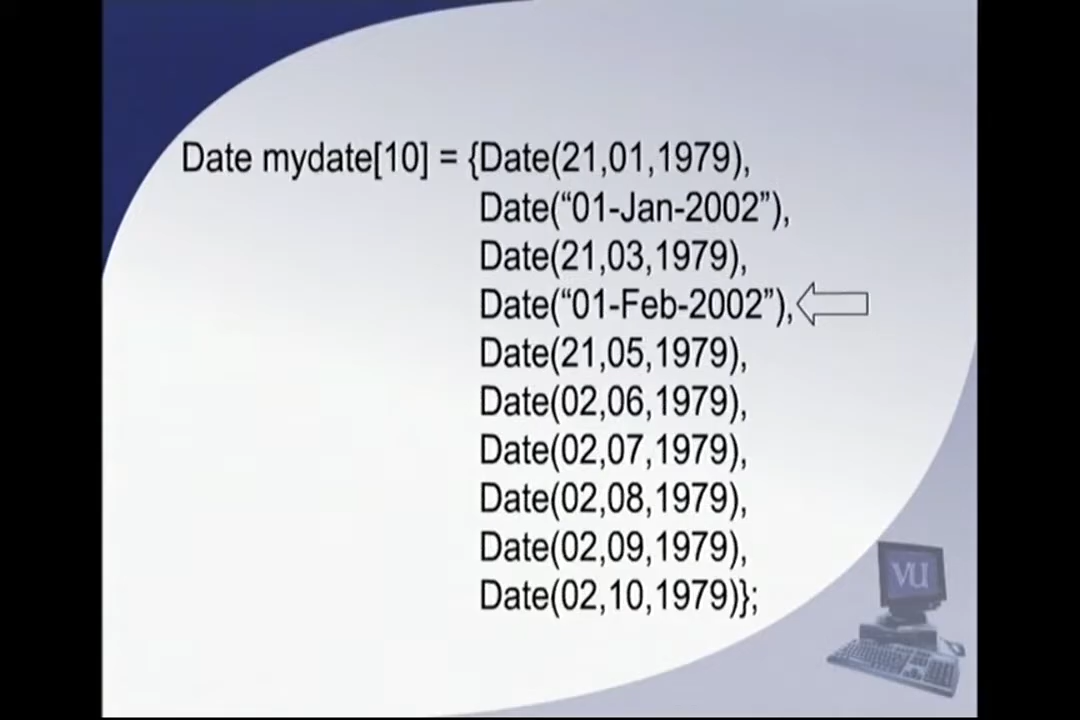 Date mydate[10] = {Date(21,01,1979),
Date(“01-Jan-2002”),
Date(21,03,1979),
Date(“01-Feb-2002”),
Date(21,05,1979),
Date(02,06,1979),
Date(02,07,1979),
Date(02,08,1979),
Date(02,09,1979),
Date(02,10,1979)};
VU